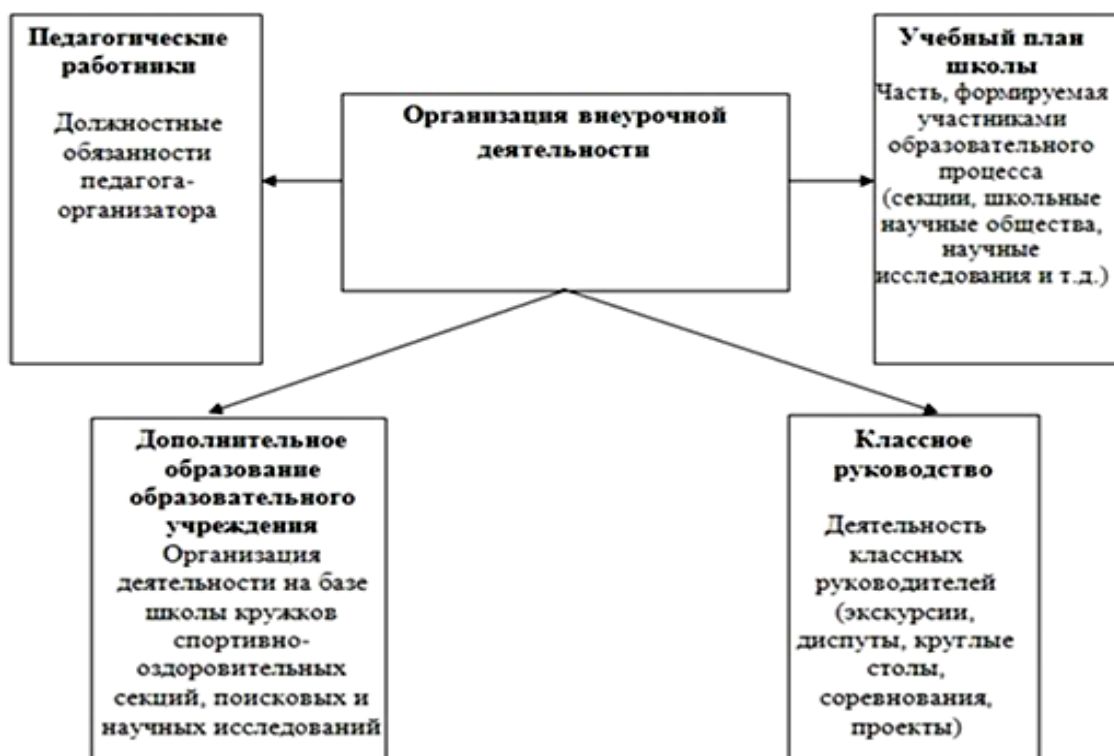 Педагогические
работники
Должностные
обязанности
педагога-
организатора
Организация внеурочной
деятельности
Учебный план
школы
Часть, формируемая
участниками
образовательного
процесса
(секции, школьные
научные общества,
научные
исследования и т.д.)
Дополнительное
образование
образовательного
учреждения
Организация
деятельности на базе
школы кружков
спортивно-
оздоровительных
секций, поисковых и
научных исследований
Классное
руководство
Деятельность
классных
руководителей
(экскурсии,
диспуты, круглые
столы,
соревнования,
проекты)